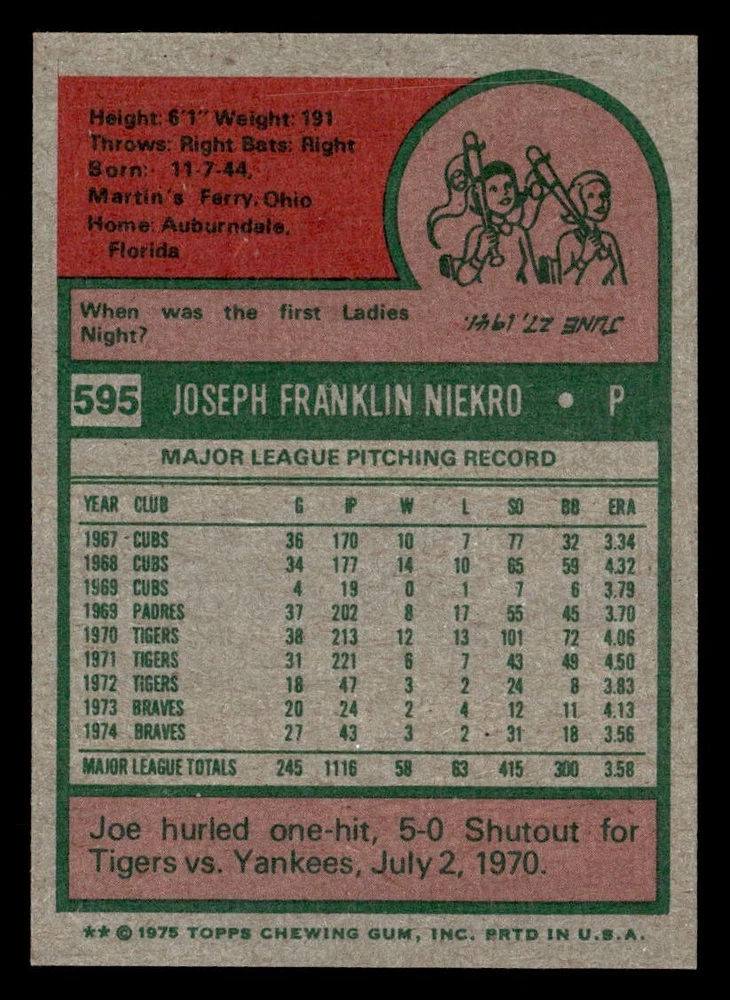 Height: 6'1" Weight: 191
Throws: Right Bats: Right
Born: 11-7-44,
Martin's Ferry, Ohio
Home: Auburndale,
Florida
When was the first Ladies
Night?
JUNE 27, 1941.
595 JOSEPH FRANKLIN NIEKRO • P
MAJOR LEAGUE PITCHING RECORD
YEAR CLUB G IP W L SO BB ERA
1967 CUBS 36 170 10 7 77 32 3.34
1968 CUBS 34 177 14 10 65 59 4.32
1969 CUBS 4 19 0 1 7 6 3.79
1969 PADRES 37 202 8 17 55 45 3.70
1970 TIGERS 38 213 12 13 101 72 4.06
1971 TIGERS 31 221 6 7 43 49 4.50
1972 TIGERS 18 47 3 2 24 8 3.83
1973 BRAVES 20 24 2 4 12 11 4.13
1974 BRAVES 27 43 3 2 31 18 3.56
MAJOR LEAGUE TOTALS 245 1116 58 63 415 300 3.58
Joe hurled one-hit, 5-0 Shutout for
Tigers vs. Yankees, July 2, 1970.
** © 1975 TOPPS CHEWING GUM, INC. PRTD IN U.S.A.